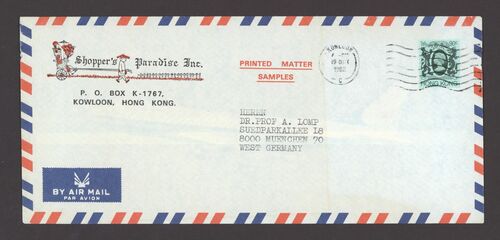 Shopper's Paradise Inc.
P. O. BOX K-1767,
KOWLOON, HONG KONG.
PRINTED MATTER
SAMPLES
KOWLOON
1982
HERRN
DR.PROF A. LOMP
SUEDPARKALLKE 18
8000 MUENCHEN 70
WEST GERMANY
BY AIR MAIL
PAR AVION